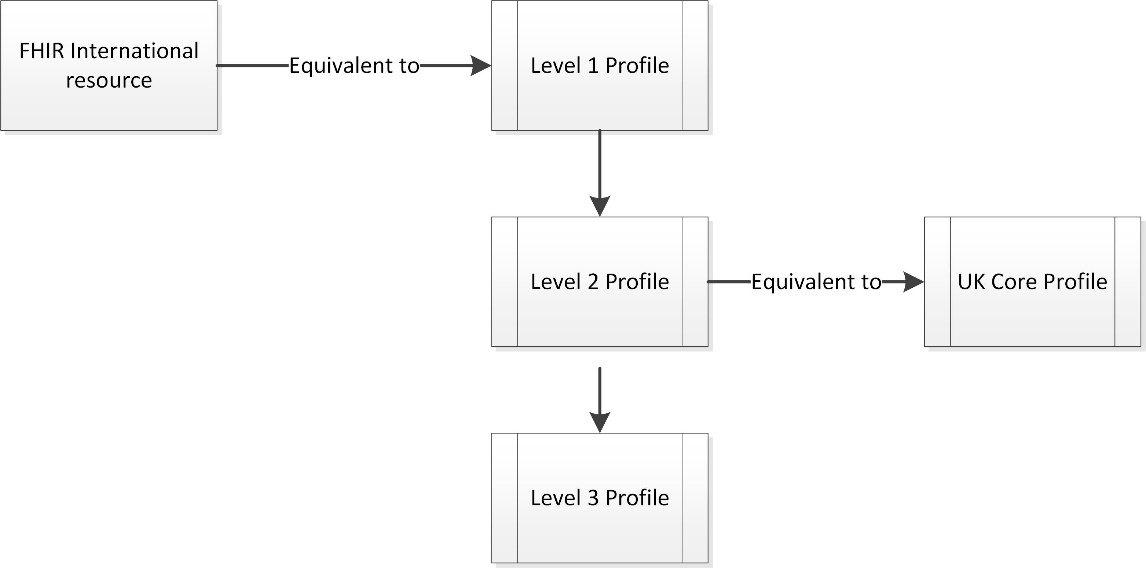 FHIR International
resource
Equivalent to
Level 1 Profile
Level 2 Profile
Equivalent to
UK Core Profile
Level 3 Profile